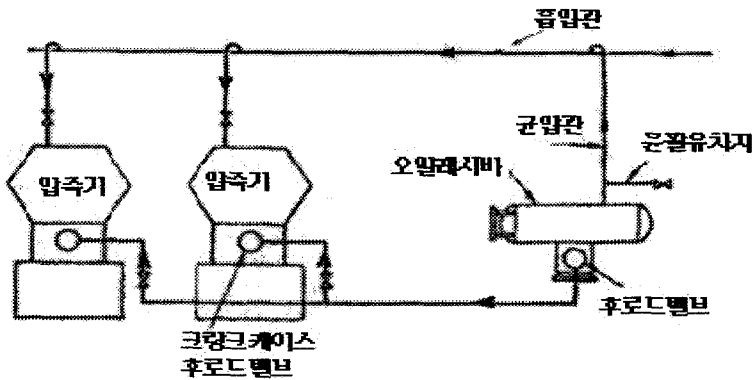 흡입관
균압관
윤활유차지
오일레시바
압축기
압축기
후로드밸브
크랭크케이스
후로드밸브